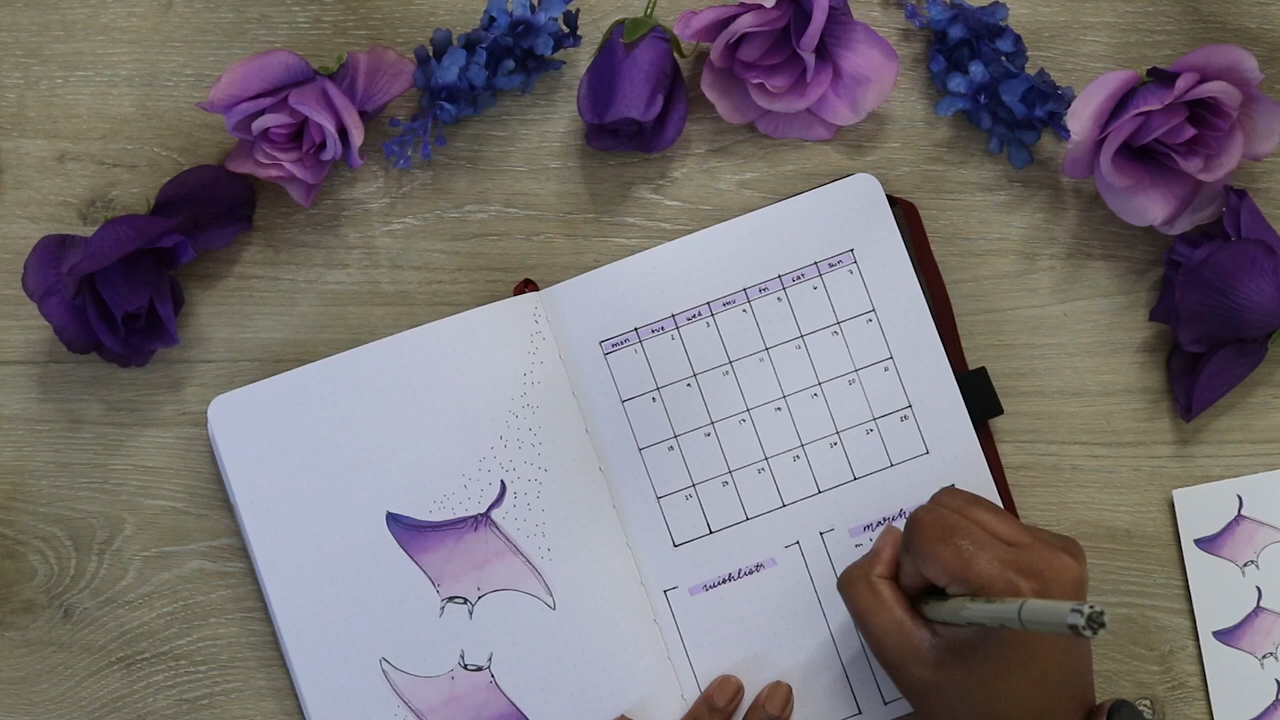 mon tue wed thu fri sat sun
1 2 3 4 5 6 7
8 9 10 11 12 13 14
15 16 17 18 19 20 21
22 23 24 25 26 27 28
wishlist
march
m